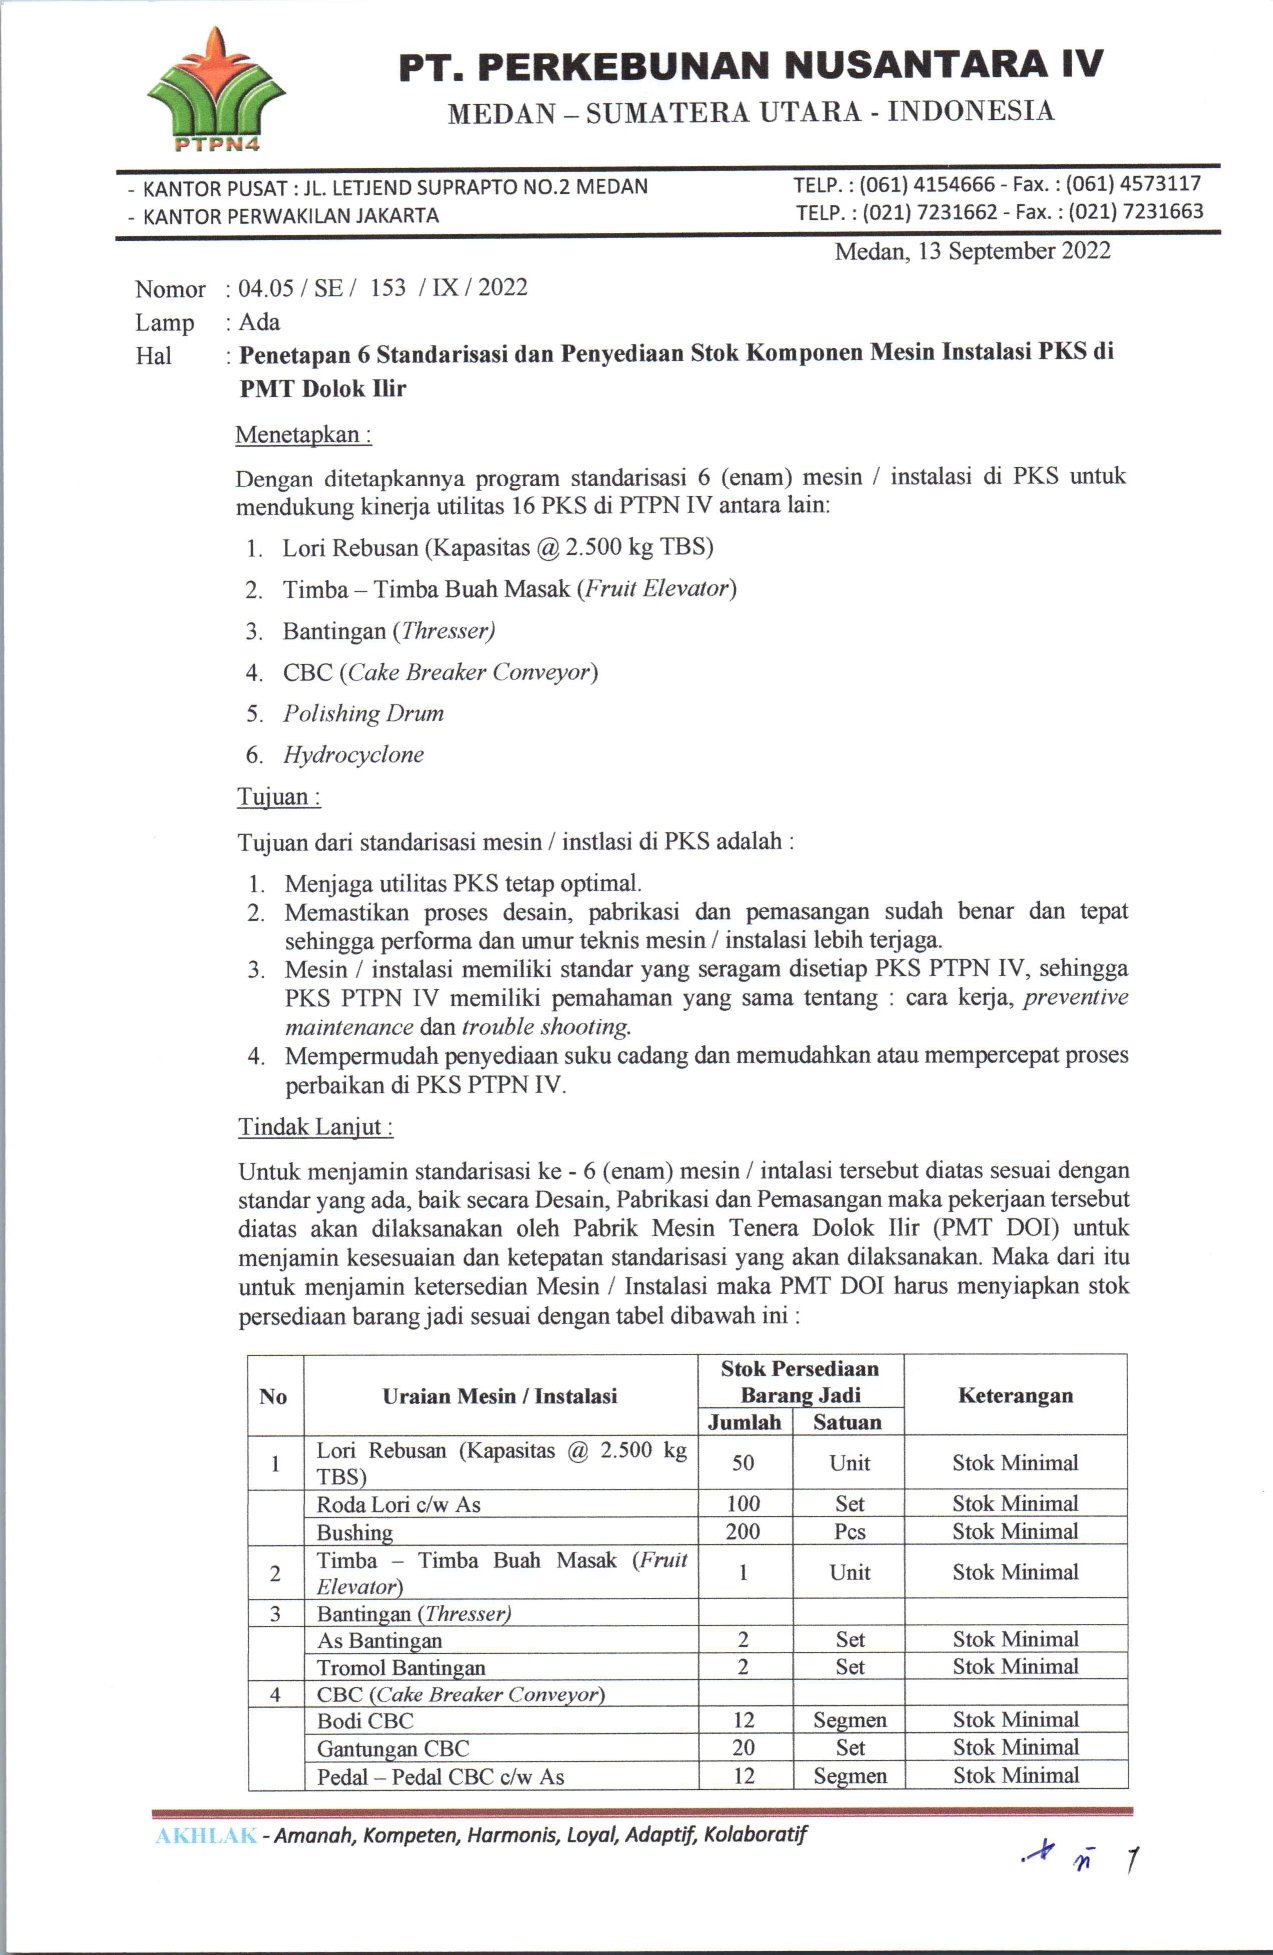 PTPN4
PT. PERKEBUNAN NUSANTARA IV
MEDAN – SUMATERA UTARA - INDONESIA
- KANTOR PUSAT : JL. LETJEND SUPRAPTO NO.2 MEDAN TELP. : (061) 4154666 - Fax. : (061) 4573117
- KANTOR PERWAKILAN JAKARTA TELP. : (021) 7231662 - Fax. : (021) 7231663
Medan, 13 September 2022
Nomor : 04.05 / SE / 153 / IX / 2022
Lamp : Ada
Hal : Penetapan 6 Standarisasi dan Penyediaan Stok Komponen Mesin Instalasi PKS di
PMT Dolok Ilir
Menetapkan :
Dengan ditetapkannya program standarisasi 6 (enam) mesin / instalasi di PKS untuk
mendukung kinerja utilitas 16 PKS di PTPN IV antara lain:
1. Lori Rebusan (Kapasitas @ 2.500 kg TBS)
2. Timba – Timba Buah Masak (Fruit Elevator)
3. Bantingan (Thresser)
4. CBC (Cake Breaker Conveyor)
5. Polishing Drum
6. Hydrocyclone
Tujuan :
Tujuan dari standarisasi mesin / instlasi di PKS adalah :
1. Menjaga utilitas PKS tetap optimal.
2. Memastikan proses desain, pabrikasi dan pemasangan sudah benar dan tepat
sehingga performa dan umur teknis mesin / instalasi lebih terjaga.
3. Mesin / instalasi memiliki standar yang seragam disetiap PKS PTPN IV, sehingga
PKS PTPN IV memiliki pemahaman yang sama tentang : cara kerja, preventive
maintenance dan trouble shooting.
4. Mempermudah penyediaan suku cadang dan memudahkan atau mempercepat proses
perbaikan di PKS PTPN IV.
Tindak Lanjut :
Untuk menjamin standarisasi ke - 6 (enam) mesin / intalasi tersebut diatas sesuai dengan
standar yang ada, baik secara Desain, Pabrikasi dan Pemasangan maka pekerjaan tersebut
diatas akan dilaksanakan oleh Pabrik Mesin Tenera Dolok Ilir (PMT DOI) untuk
menjamin kesesuaian dan ketepatan standarisasi yang akan dilaksanakan. Maka dari itu
untuk menjamin ketersedian Mesin / Instalasi maka PMT DOI harus menyiapkan stok
persediaan barang jadi sesuai dengan tabel dibawah ini :
No Uraian Mesin / Instalasi Stok Persediaan Barang Jadi Keterangan
Jumlah Satuan
1 Lori Rebusan (Kapasitas @ 2.500 kg TBS) 50 Unit Stok Minimal
Roda Lori c/w As 100 Set Stok Minimal
Bushing 200 Pcs Stok Minimal
2 Timba – Timba Buah Masak (Fruit Elevator) 1 Unit Stok Minimal
3 Bantingan (Thresser)
As Bantingan 2 Set Stok Minimal
Tromol Bantingan 2 Set Stok Minimal
4 CBC (Cake Breaker Conveyor)
Bodi CBC 12 Segmen Stok Minimal
Gantungan CBC 20 Set Stok Minimal
Pedal – Pedal CBC c/w As 12 Segmen Stok Minimal
AKHLAK - Amanah, Kompeten, Harmonis, Loyal, Adaptif, Kolaboratif